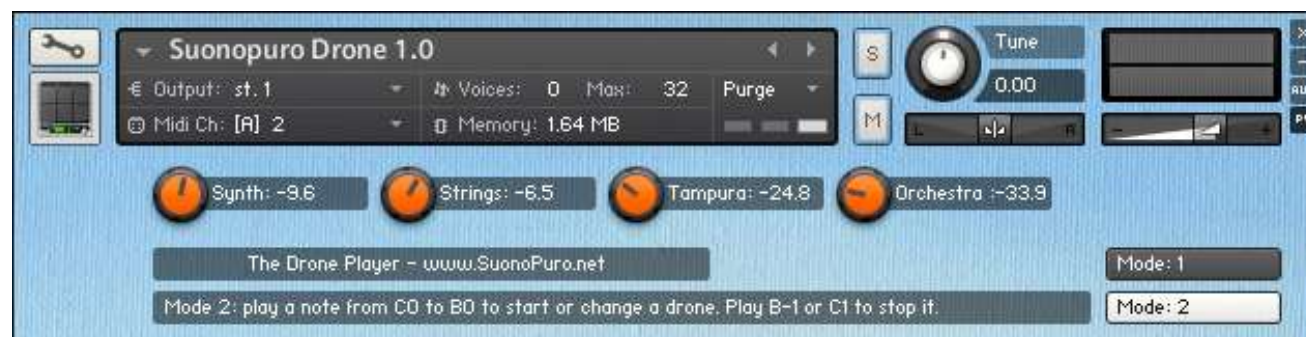 Suonopuro Drone 1.0
S
Tune
Output: st. 1
Voices: 0 Max: 32
Purge
0.00
Midi Ch: [A] 2
Memory: 1.64 MB
M
L
R
-
+
Synth: -9.6
Strings: -6.5
Tampura: -24.8
Orchestra :-33.9
The Drone Player - www.SuonoPuro.net
Mode: 1
Mode 2: play a note from C0 to B0 to start or change a drone. Play B-1 or C1 to stop it.
Mode: 2